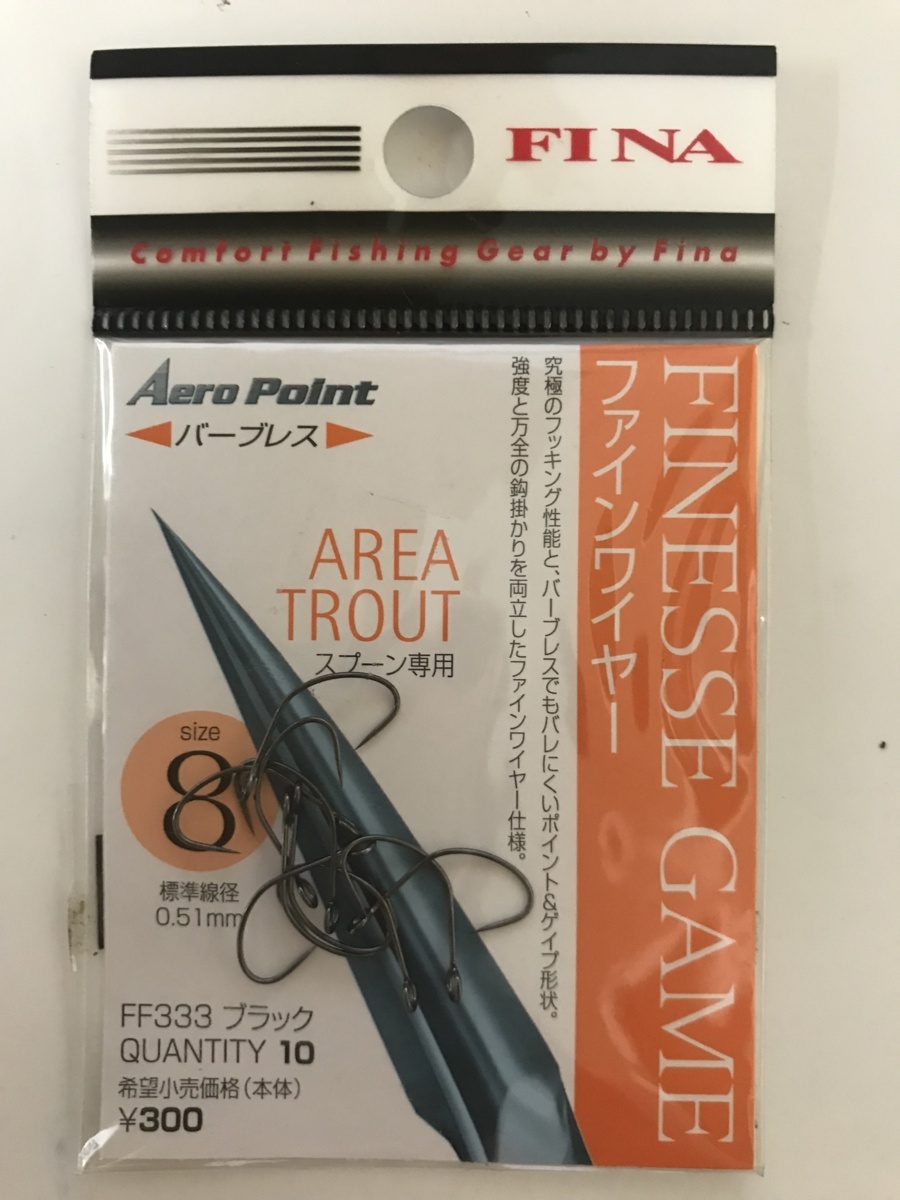 FINA
Comfort Fishing Gear by Fina
Aero Point
バーブレス
FINESSE GAME
ファインワイヤー
究極のフッキング性能と、バーブレスでもバレにくいポイント&ゲイプ形状。
強度と万全の鈎掛かりを両立したファインワイヤー仕様。
AREA
TROUT
スプーン専用
size
8
標準線径
0.51mm
FF333 ブラック
QUANTITY 10
希望小売価格(本体)
¥300